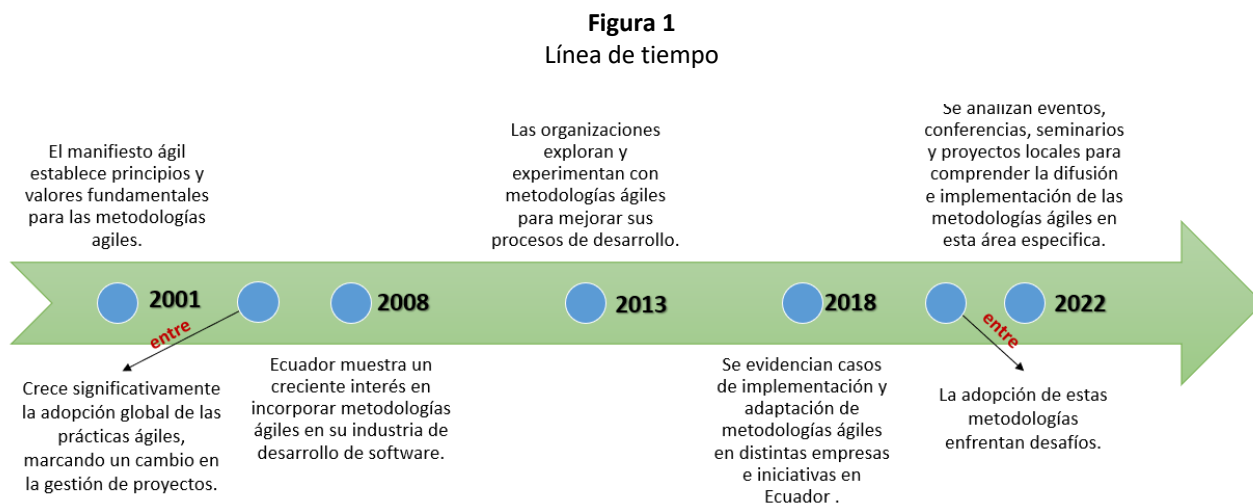 Figura 1
Línea de tiempo
El manifiesto ágil
establece principios y
valores fundamentales
para las metodologías
agiles.
Las organizaciones
exploran y
experimentan con
metodologías ágiles
para mejorar sus
procesos de desarrollo.
Se analizan eventos,
conferencias, seminarios
y proyectos locales para
comprender la difusión
e implementación de las
metodologías ágiles en
esta área especifica.
2001
2008
2013
2018
2022
entre
entre
Crece significativamente
la adopción global de las
prácticas ágiles,
marcando un cambio en
la gestión de proyectos.
Ecuador muestra un
creciente interés en
incorporar metodologías
ágiles en su industria de
desarrollo de software.
Se evidencian casos
de implementación y
adaptación de
metodologías ágiles
en distintas empresas
e iniciativas en
Ecuador .
La adopción de estas
metodologías
enfrentan desafíos.